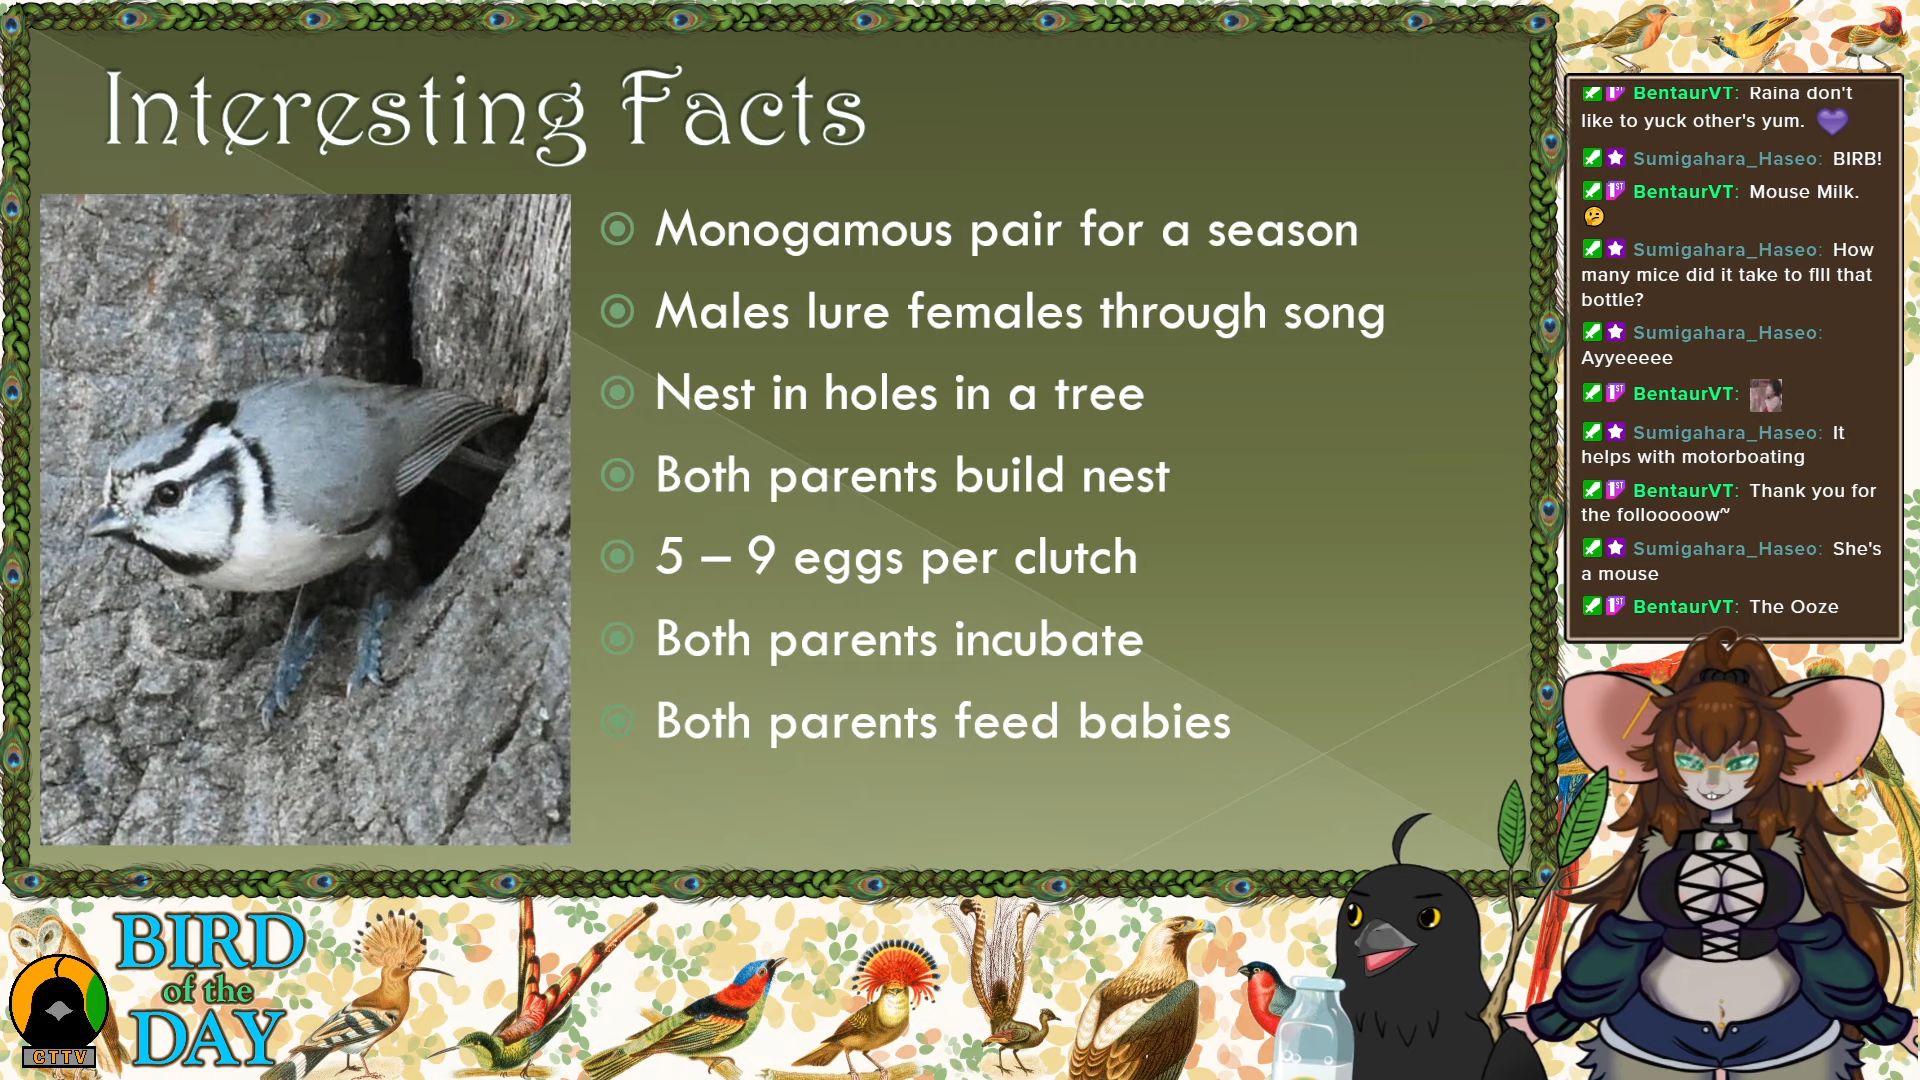 Interesting Facts
Monogamous pair for a season
Males lure females through song
Nest in holes in a tree
Both parents build nest
5 – 9 eggs per clutch
Both parents incubate
Both parents feed babies
BentaurVT: Raina don't
like to yuck other's yum.
Sumigahara_Haseo: BIRB!
BentaurVT: Mouse Milk.
Sumigahara_Haseo: How
many mice did it take to fIll that
bottle?
Sumigahara_Haseo:
Ayyeeeee
BentaurVT:
Sumigahara_Haseo: It
helps with motorboating
BentaurVT: Thank you for
the follooooow~
Sumigahara_Haseo: She's
a mouse
BentaurVT: The Ooze
BIRD
of the
DAY
CTTV